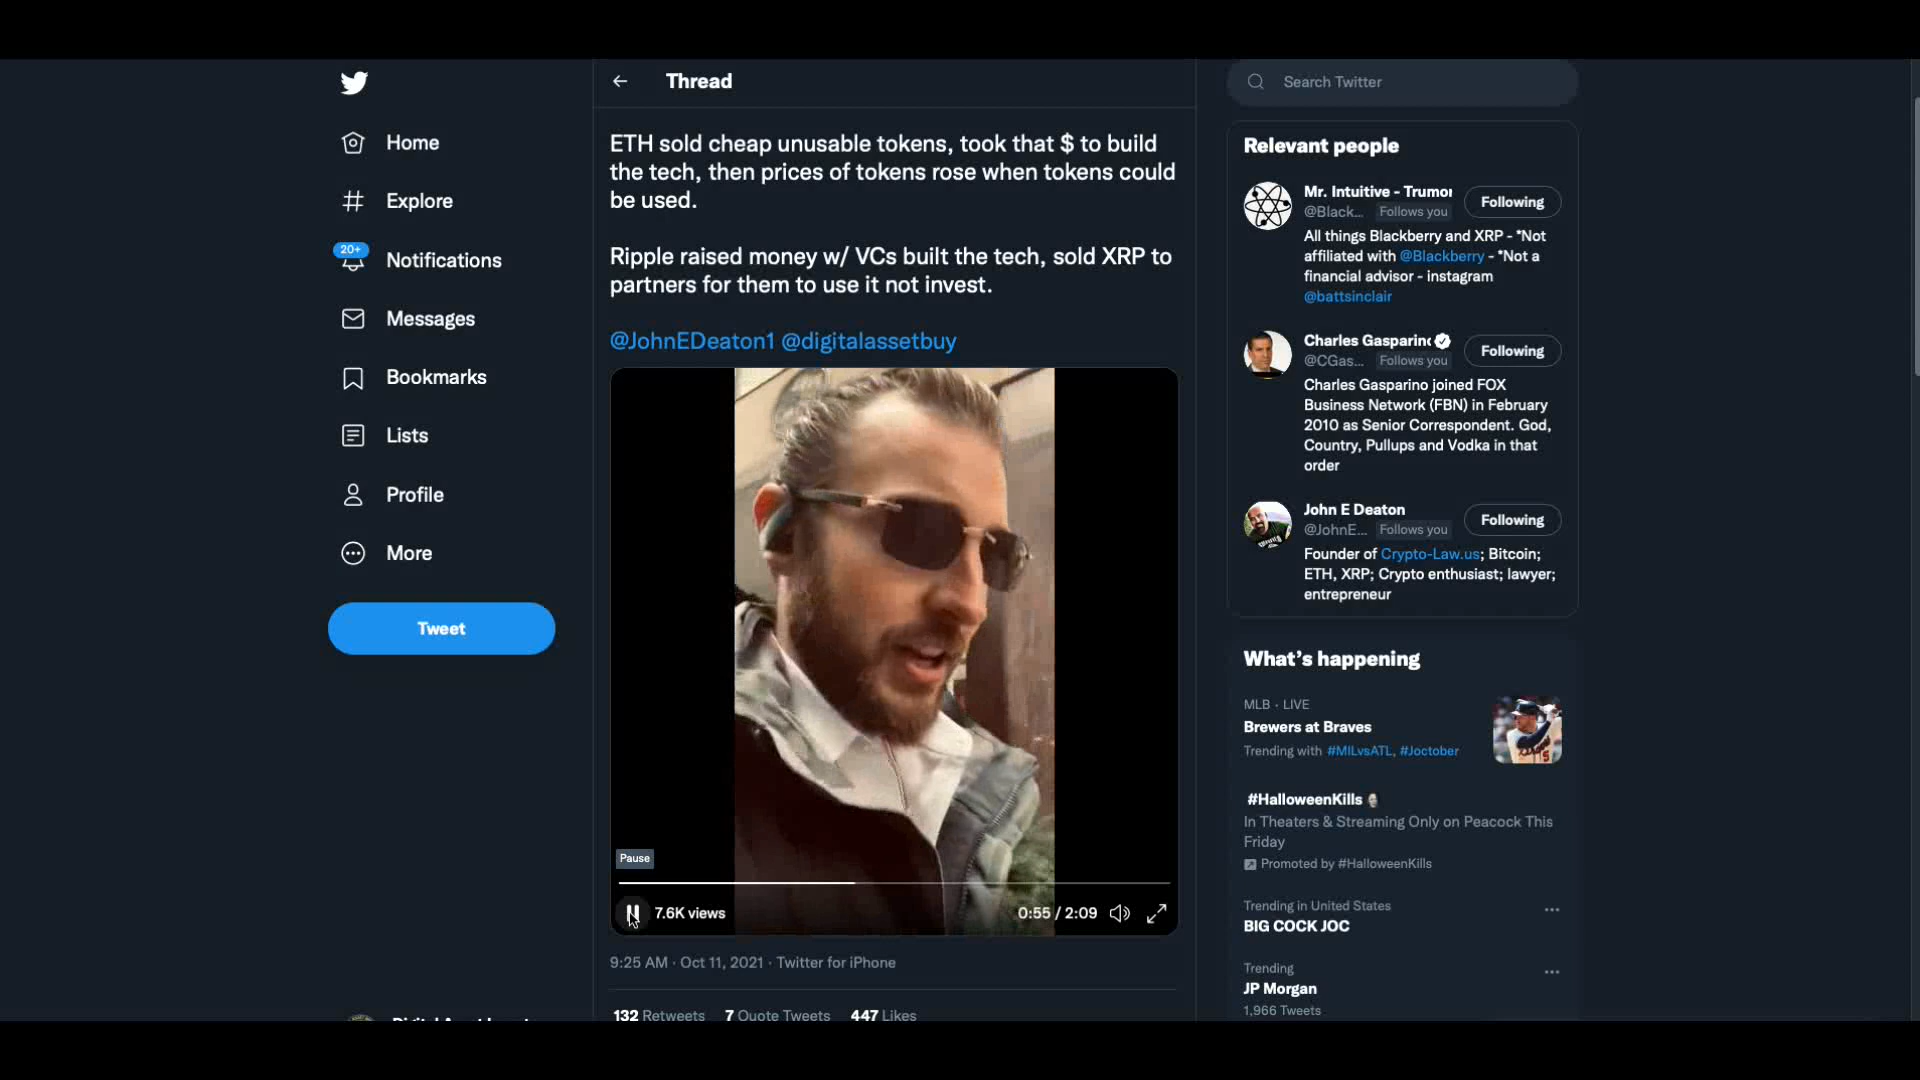 Home
Explore
20+
Notifications
Messages
Bookmarks
Lists
Profile
More
Tweet
Thread
ETH sold cheap unusable tokens, took that $ to build
the tech, then prices of tokens rose when tokens could
be used.
Ripple raised money w/ VCs built the tech, sold XRP to
partners for them to use it not invest.
@JohnEDeaton1 @digitalassetbuy
Pause
7.6K views
0:55 / 2:09
9:25 AM · Oct 11, 2021 · Twitter for iPhone
132 Retweets 7 Quote Tweets 447 Likes
Search Twitter
Relevant people
Mr. Intuitive - Trumor
@Black... Follows you
Following
All things Blackberry and XRP - *Not
affiliated with @Blackberry - *Not a
financial advisor - instagram
@battsinclair
Charles Gasparino
@CGas... Follows you
Following
Charles Gasparino joined FOX
Business Network (FBN) in February
2010 as Senior Correspondent. God,
Country, Pullups and Vodka in that
order
John E Deaton
@JohnE... Follows you
Following
Founder of Crypto-Law.us; Bitcoin;
ETH, XRP; Crypto enthusiast; lawyer;
entrepreneur
What's happening
MLB · LIVE
Brewers at Braves
Trending with #MILvsATL, #Joctober
#HalloweenKills
In Theaters & Streaming Only on Peacock This
Friday
Promoted by #HalloweenKills
Trending in United States
BIG COCK JOC
Trending
JP Morgan
1,966 Tweets